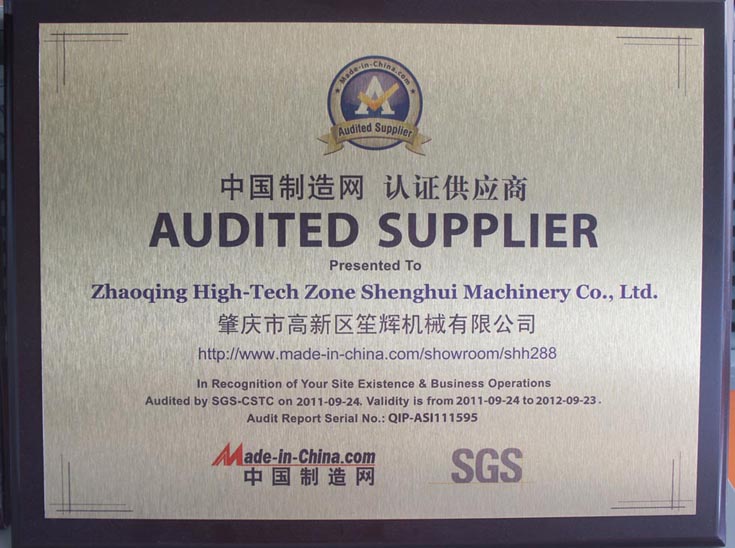 Made-in-China.com
A
Audited Supplier
中国制造网 认证供应商
AUDITED SUPPLIER
Presented To
Zhaoqing High-Tech Zone Shenghui Machinery Co., Ltd.
肇庆市高新区笙辉机械有限公司
http://www.made-in-china.com/showroom/shh288
In Recognition of Your Site Existence & Business Operations
Audited by SGS-CSTC on 2011-09-24. Validity is from 2011-09-24 to 2012-09-23.
Audit Report Serial No.: QIP-ASI111595
Made-in-China.com
中国制造网
SGS